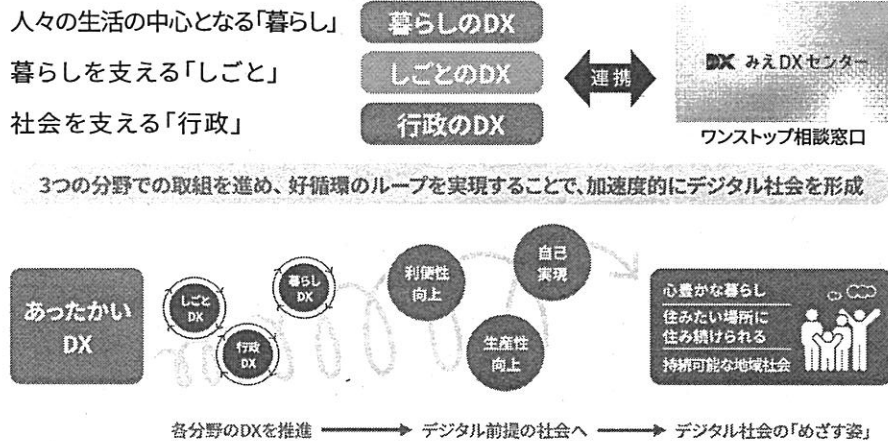 人々の生活の中心となる「暮らし」
暮らしのDX
暮らしを支える「しごと」
しごとのDX
社会を支える「行政」
行政のDX
連携
DX みえDXセンター
ワンストップ相談窓口
3つの分野での取組を進め、好循環のループを実現することで、加速度的にデジタル社会を形成
あったかい
DX
しごと
DX
暮らし
DX
行政
DX
利便性
向上
自己
実現
生産性
向上
心豊かな暮らし
住みたい場所に
住み続けられる
持続可能な地域社会
各分野のDXを推進
デジタル前提の社会へ
デジタル社会の「めざす姿」